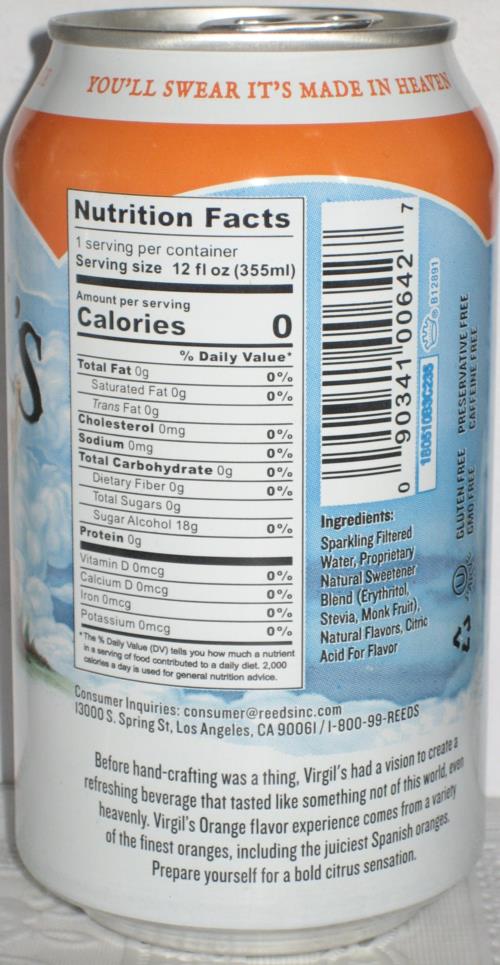 YOU'LL SWEAR IT'S MADE IN HEAVEN
'S
Nutrition Facts
1 serving per container
Serving size 12 fl oz (355ml)
Amount per serving
Calories 0
% Daily Value*
Total Fat 0g 0%
Saturated Fat 0g 0%
Trans Fat 0g
Cholesterol 0mg 0%
Sodium 0mg 0%
Total Carbohydrate 0g 0%
Dietary Fiber 0g 0%
Total Sugars 0g
Sugar Alcohol 18g
Protein 0g 0%
Vitamin D 0mcg 0%
Calcium D 0mcg 0%
Iron 0mcg 0%
Potassium 0mcg 0%
*The % Daily Value (DV) tells you how much a nutrient
in a serving of food contributed to a daily diet. 2,000
calories a day is used for general nutrition advice.
0 90341 00642 7
B12891
GLUTEN FREE PRESERVATIVE FREE
GMO FREE CAFFEINE FREE
Ingredients:
Sparkling Filtered
Water, Proprietary
Natural Sweetener
Blend (Erythritol,
Stevia, Monk Fruit),
Natural Flavors, Citric
Acid For Flavor
Consumer Inquiries: consumer@reedsinc.com
13000 S. Spring St, Los Angeles, CA 90061 / 1-800-99-REEDS
Before hand-crafting was a thing, Virgil's had a vision to create a
refreshing beverage that tasted like something not of this world, even
heavenly. Virgil's Orange flavor experience comes from a variety
of the finest oranges, including the juiciest Spanish oranges.
Prepare yourself for a bold citrus sensation.